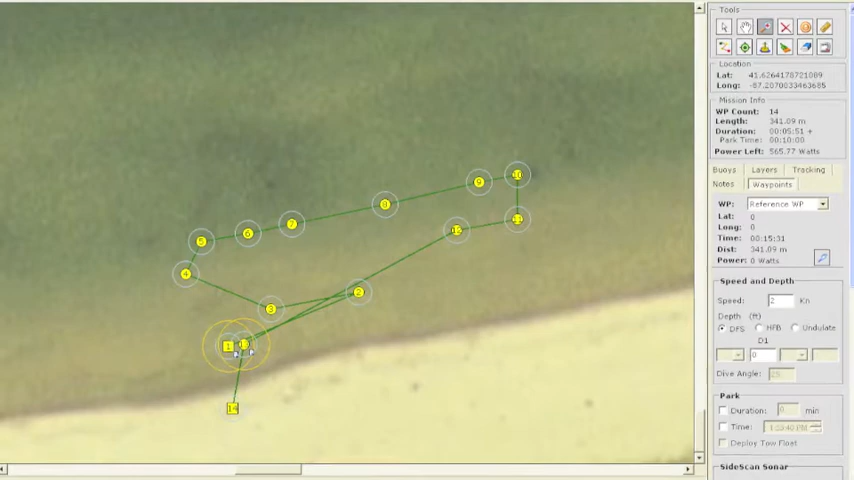 Tools
Location
Lat: 41.6264178721089
Long: -87.2070033463685
Mission Info
WP Count: 14
Length: 341.09 m
Duration: 00:05:51 +
Park Time: 00:10:00
Power Left: 565.77 Watts
Buoys Layers Tracking
Notes Waypoints
WP: Reference WP
Lat: 0
Long: 0
Time: 00:15:31
Dist: 341.09 m
Power: 0 Watts
Speed and Depth
Speed: 2 Kn
Depth (ft)
DFS HFB Undulate
D1
0
Dive Angle: 25
Park
Duration: 0 min
Time:
Deploy Tow Float
SideScan Sonar
10
9
8
11
12
7
6
5
4
2
3
1
14